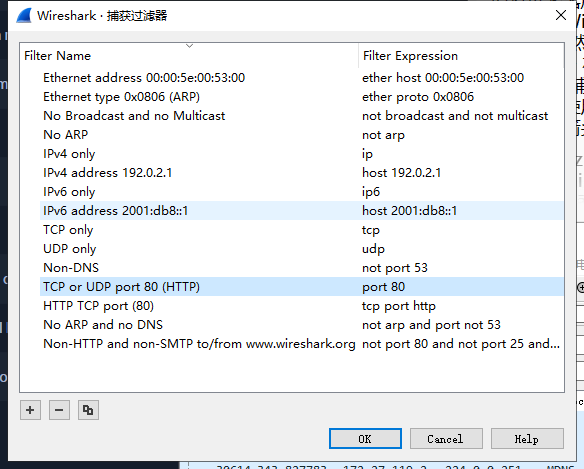 Wireshark · 捕获过滤器
Filter Name Filter Expression
Ethernet address 00:00:5e:00:53:00 ether host 00:00:5e:00:53:00
Ethernet type 0x0806 (ARP) ether proto 0x0806
No Broadcast and no Multicast not broadcast and not multicast
No ARP not arp
IPv4 only ip
IPv4 address 192.0.2.1 host 192.0.2.1
IPv6 only ip6
IPv6 address 2001:db8::1 host 2001:db8::1
TCP only tcp
UDP only udp
Non-DNS not port 53
TCP or UDP port 80 (HTTP) port 80
HTTP TCP port (80) tcp port http
No ARP and no DNS not arp and port not 53
Non-HTTP and non-SMTP to/from www.wireshark.org not port 80 and not port 25 and...
OK Cancel Help